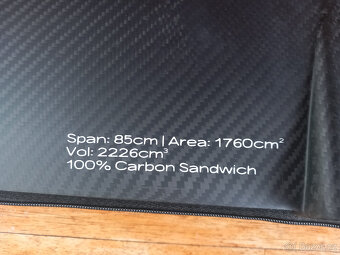 Span: 85cm | Area: 1760cm²
Vol: 2226cm³
100% Carbon Sandwich